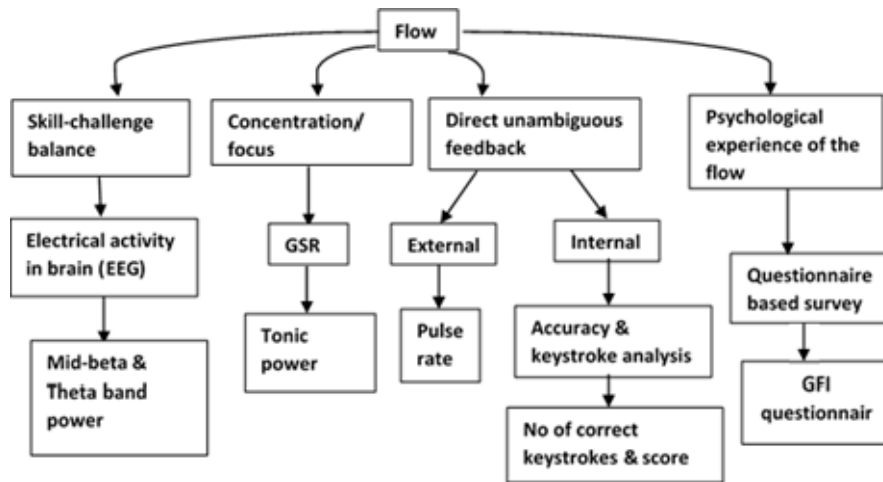 Flow
Skill-challenge
balance
Concentration/
focus
Direct unambiguous
feedback
Psychological
experience of the
flow
Electrical activity
in brain (EEG)
GSR
External
Internal
Questionnaire
based survey
Mid-beta &
Theta band
power
Tonic
power
Pulse
rate
Accuracy &
keystroke analysis
GFI
questionnair
No of correct
keystrokes & score